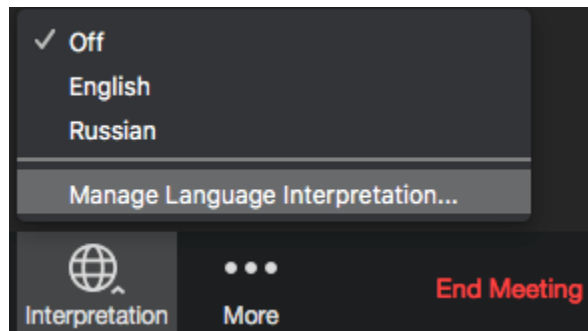 ✓ Off
English
Russian
Manage Language Interpretation...
Interpretation
More
End Meeting